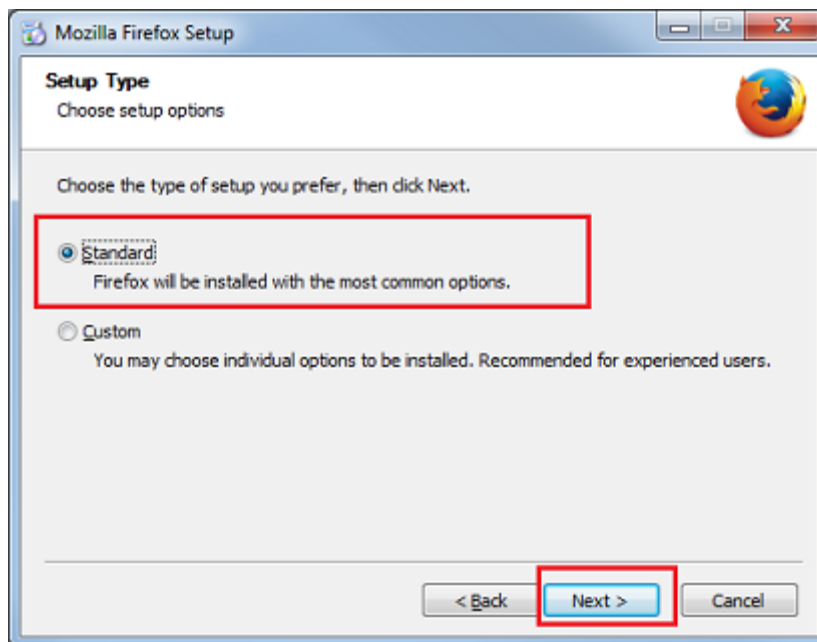 Mozilla Firefox Setup
Setup Type
Choose setup options
Choose the type of setup you prefer, then click Next.
Standard
Firefox will be installed with the most common options.
Custom
You may choose individual options to be installed. Recommended for experienced users.
< Back Next > Cancel